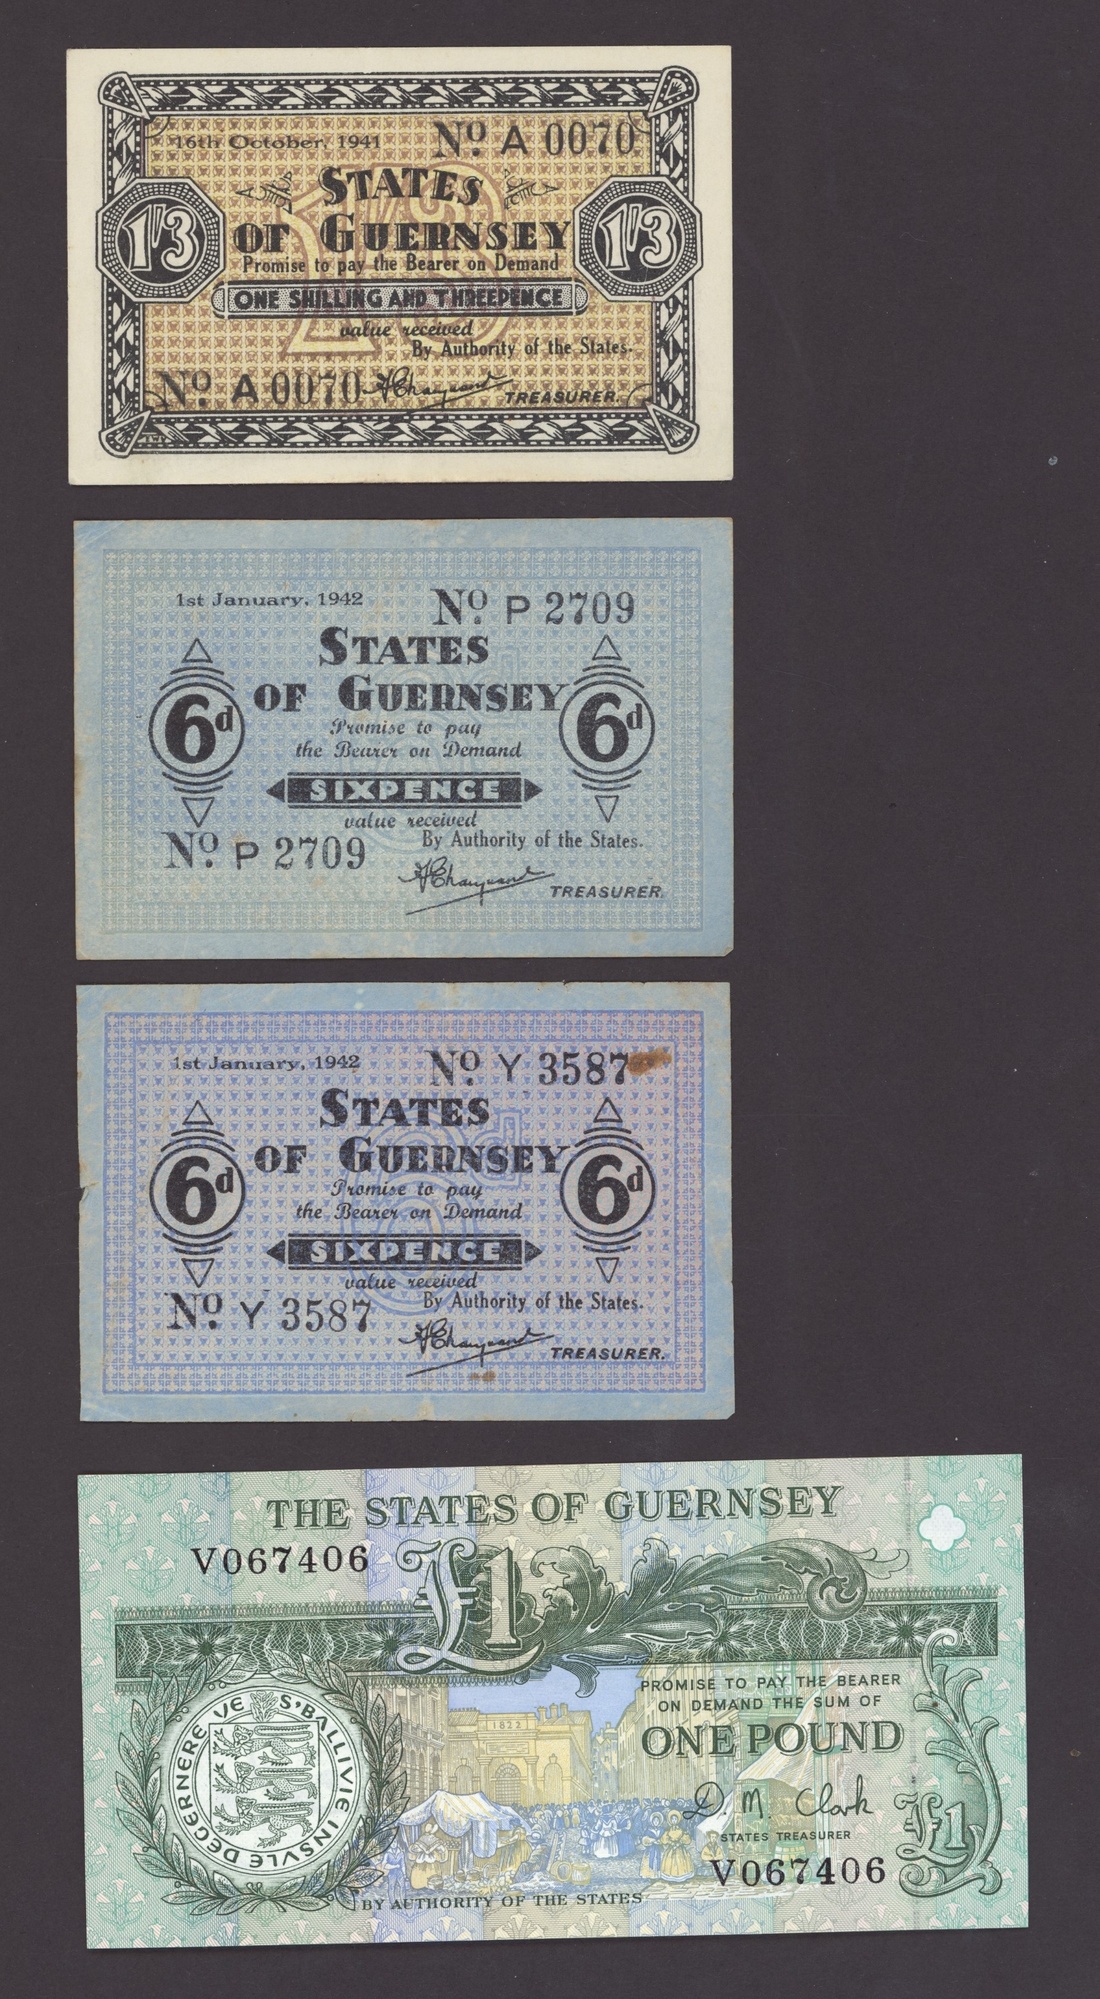 16th October, 1941 No A 0070
STATES
OF GUERNSEY
1'/3 1'/3
Promise to pay the Bearer on Demand
ONE SHILLING AND THREEPENCE
value received
By Authority of the States.
No A 0070
TREASURER.
1st January, 1942 No P 2709
STATES
OF GUERNSEY
6d 6d
Promise to pay
the Bearer on Demand
SIXPENCE
value received
By Authority of the States.
No P 2709
TREASURER.
1st January, 1942 No Y 3587
STATES
OF GUERNSEY
6d 6d
Promise to pay
the Bearer on Demand
SIXPENCE
value received
By Authority of the States.
No Y 3587
TREASURER.
THE STATES OF GUERNSEY
V067406
£1
PROMISE TO PAY THE BEARER
ON DEMAND THE SUM OF
ONE POUND
1822
S'BALLIVIE INSVLE DEGERNERE VE
D. M. Clark
STATES TREASURER
£1
V067406
BY AUTHORITY OF THE STATES